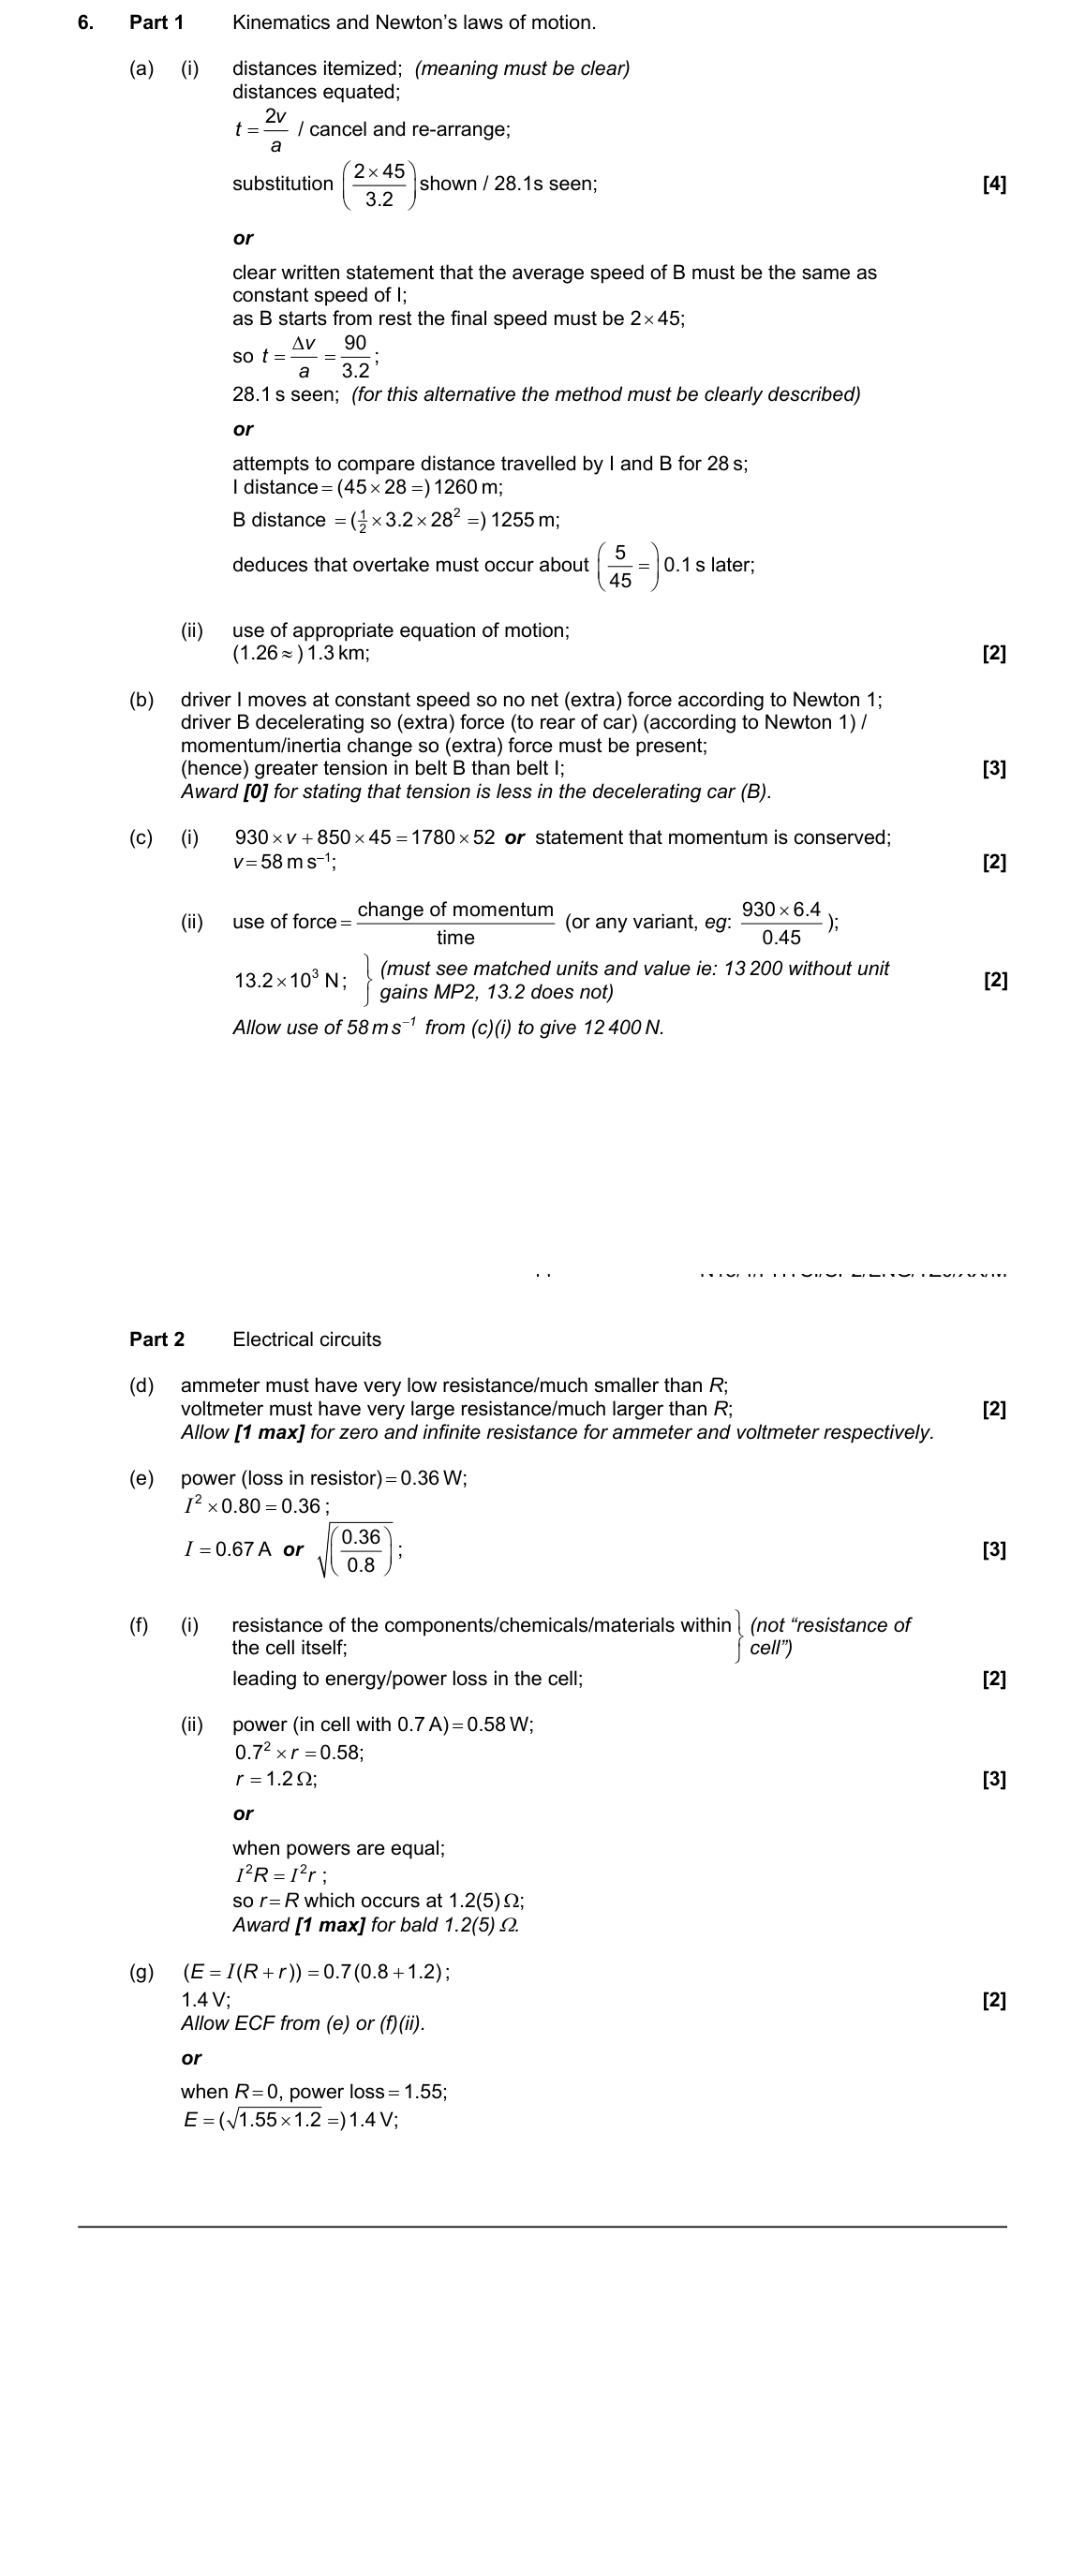 6. Part 1 Kinematics and Newton's laws of motion.
(a) (i) distances itemized; (meaning must be clear)
distances equated;
t = 2v/a / cancel and re-arrange;
substitution (2×45/3.2) shown / 28.1s seen; [4]
or
clear written statement that the average speed of B must be the same as
constant speed of I;
as B starts from rest the final speed must be 2×45;
so t = Δv/a = 90/3.2;
28.1 s seen; (for this alternative the method must be clearly described)
or
attempts to compare distance travelled by I and B for 28 s;
I distance = (45×28 =) 1260 m;
B distance = (½×3.2×28² =) 1255 m;
deduces that overtake must occur about (5/45 =) 0.1 s later;
(ii) use of appropriate equation of motion;
(1.26 ≈) 1.3 km; [2]
(b) driver I moves at constant speed so no net (extra) force according to Newton 1;
driver B decelerating so (extra) force (to rear of car) (according to Newton 1) /
momentum/inertia change so (extra) force must be present;
(hence) greater tension in belt B than belt I; [3]
Award [0] for stating that tension is less in the decelerating car (B).
(c) (i) 930×v + 850×45 = 1780×52 or statement that momentum is conserved;
v = 58 m s⁻¹; [2]
(ii) use of force = change of momentum/time (or any variant, eg: 930×6.4/0.45);
13.2×10³ N; } (must see matched units and value ie: 13 200 without unit
gains MP2, 13.2 does not) [2]
Allow use of 58 m s⁻¹ from (c)(i) to give 12 400 N.
Part 2 Electrical circuits
(d) ammeter must have very low resistance/much smaller than R;
voltmeter must have very large resistance/much larger than R; [2]
Allow [1 max] for zero and infinite resistance for ammeter and voltmeter respectively.
(e) power (loss in resistor) = 0.36 W;
I² × 0.80 = 0.36;
I = 0.67 A or √(0.36/0.8); [3]
(f) (i) resistance of the components/chemicals/materials within } (not "resistance of
the cell itself; cell")
leading to energy/power loss in the cell; [2]
(ii) power (in cell with 0.7 A) = 0.58 W;
0.7² × r = 0.58;
r = 1.2 Ω; [3]
or
when powers are equal;
I²R = I²r;
so r = R which occurs at 1.2(5) Ω;
Award [1 max] for bald 1.2(5) Ω.
(g) (E = I(R + r)) = 0.7(0.8 + 1.2);
1.4 V; [2]
Allow ECF from (e) or (f)(ii).
or
when R = 0, power loss = 1.55;
E = (√1.55×1.2 =) 1.4 V;